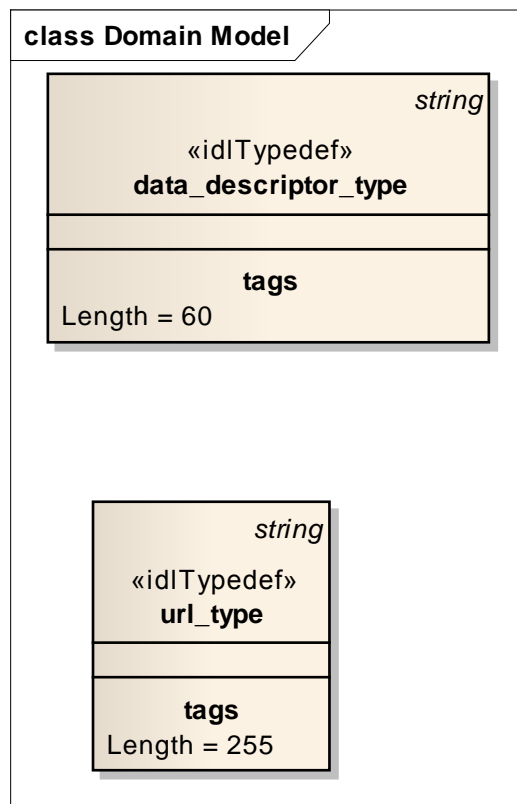 class Domain Model
string
«idlTypedef»
data_descriptor_type
tags
Length = 60
string
«idlTypedef»
url_type
tags
Length = 255